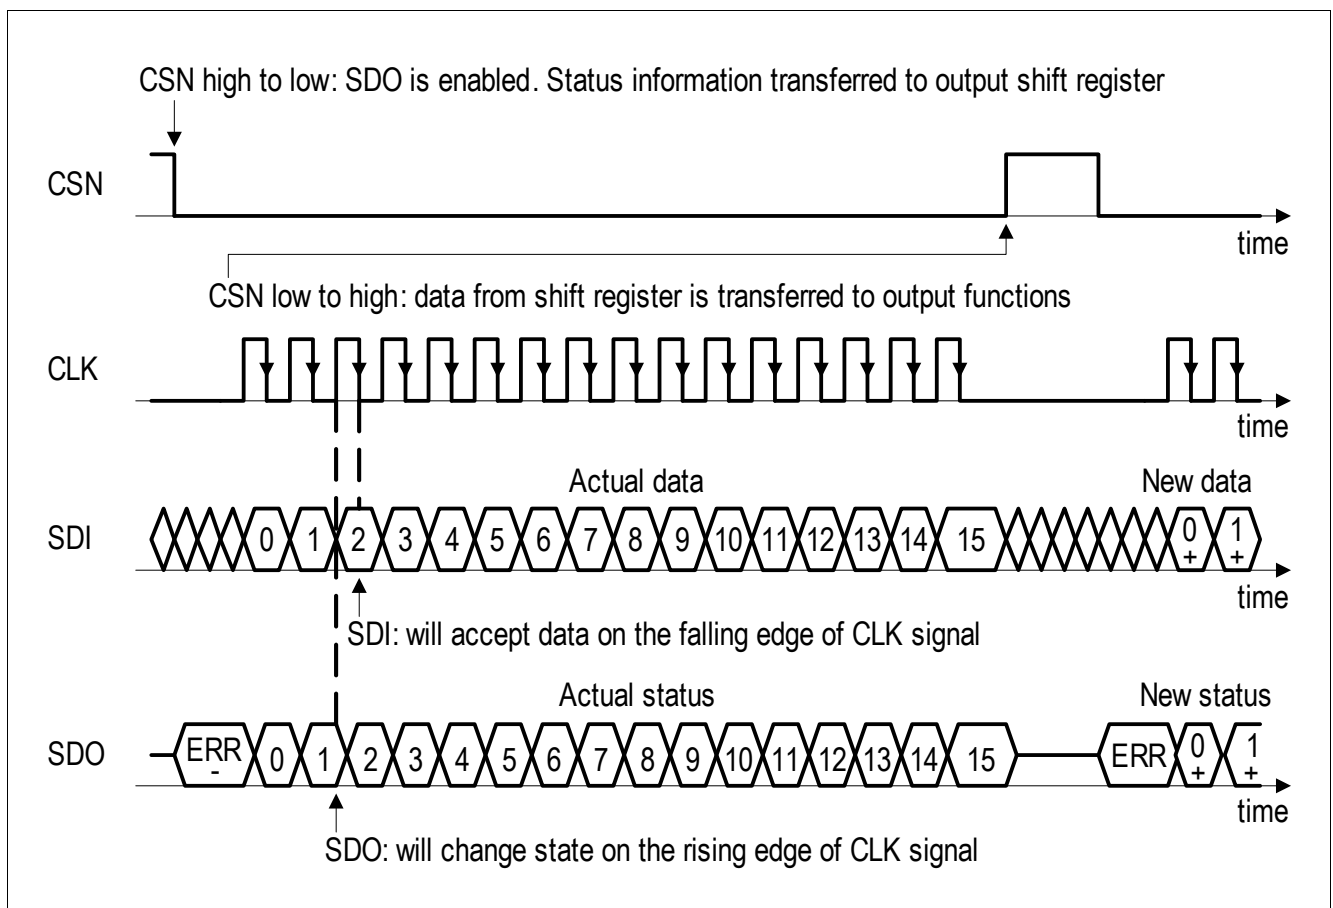 CSN high to low: SDO is enabled. Status information transferred to output shift register
CSN
time
CSN low to high: data from shift register is transferred to output functions
CLK
time
Actual data
New data
SDI
0 1 2 3 4 5 6 7 8 9 10 11 12 13 14 15 0 1
+ +
time
SDI: will accept data on the falling edge of CLK signal
Actual status
New status
SDO
ERR 0 1 2 3 4 5 6 7 8 9 10 11 12 13 14 15 ERR 0 1
- + +
time
SDO: will change state on the rising edge of CLK signal